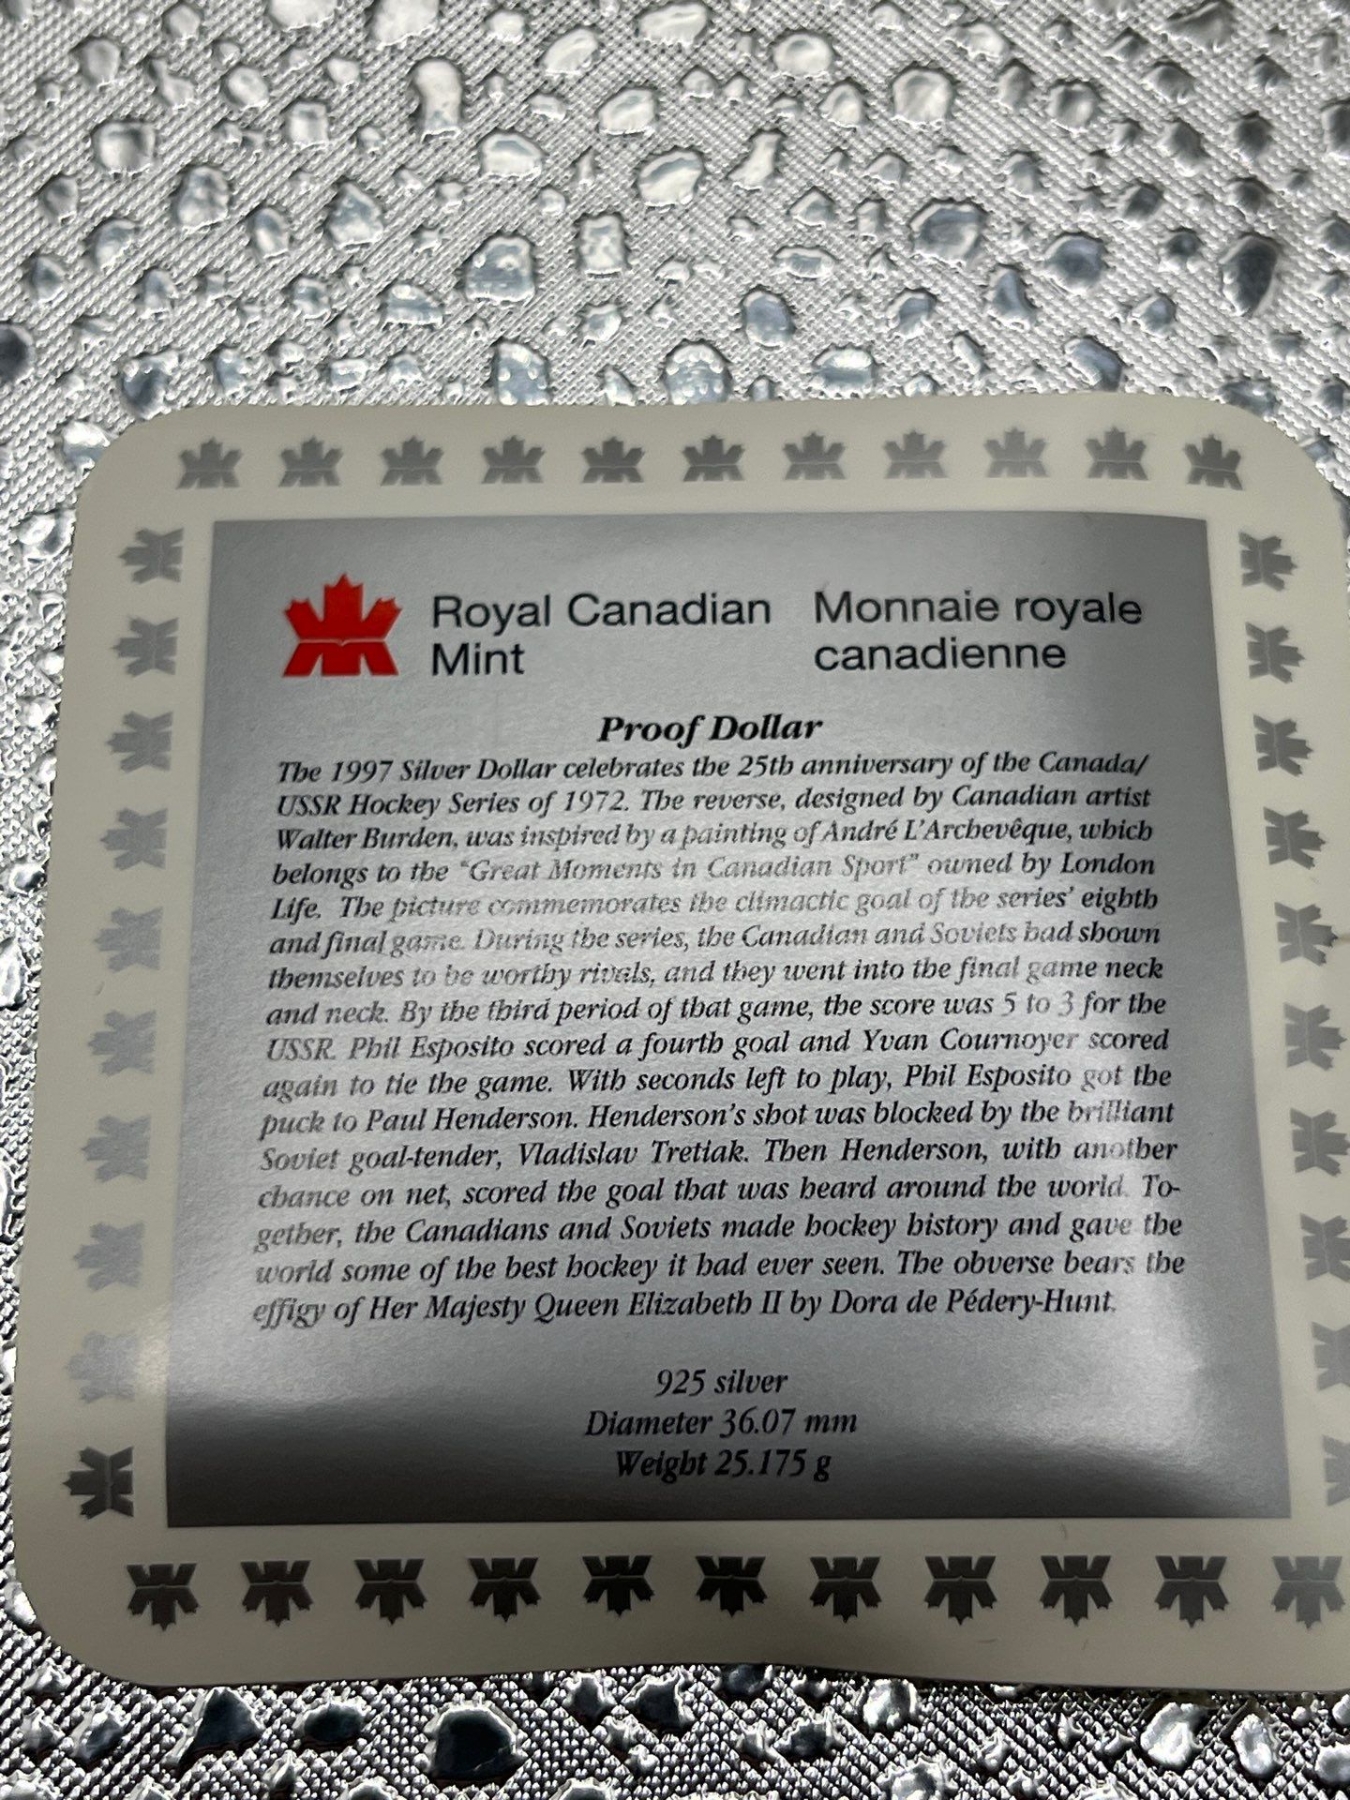 Royal Canadian Mint
Monnaie royale canadienne
Proof Dollar
The 1997 Silver Dollar celebrates the 25th anniversary of the Canada/
USSR Hockey Series of 1972. The reverse, designed by Canadian artist
Walter Burden, was inspired by a painting of André L'Archevêque, which
belongs to the "Great Moments in Canadian Sport" owned by London
Life. The picture commemorates the climactic goal of the series' eighth
and final game. During the series, the Canadian and Soviets had shown
themselves to be worthy rivals, and they went into the final game neck
and neck. By the third period of that game, the score was 5 to 3 for the
USSR. Phil Esposito scored a fourth goal and Yvan Cournoyer scored
again to tie the game. With seconds left to play, Phil Esposito got the
puck to Paul Henderson. Henderson's shot was blocked by the brilliant
Soviet goal-tender, Vladislav Tretiak. Then Henderson, with another
chance on net, scored the goal that was heard around the world. To-
gether, the Canadians and Soviets made hockey history and gave the
world some of the best hockey it had ever seen. The obverse bears the
effigy of Her Majesty Queen Elizabeth II by Dora de Pédery-Hunt.
925 silver
Diameter 36.07 mm
Weight 25.175 g